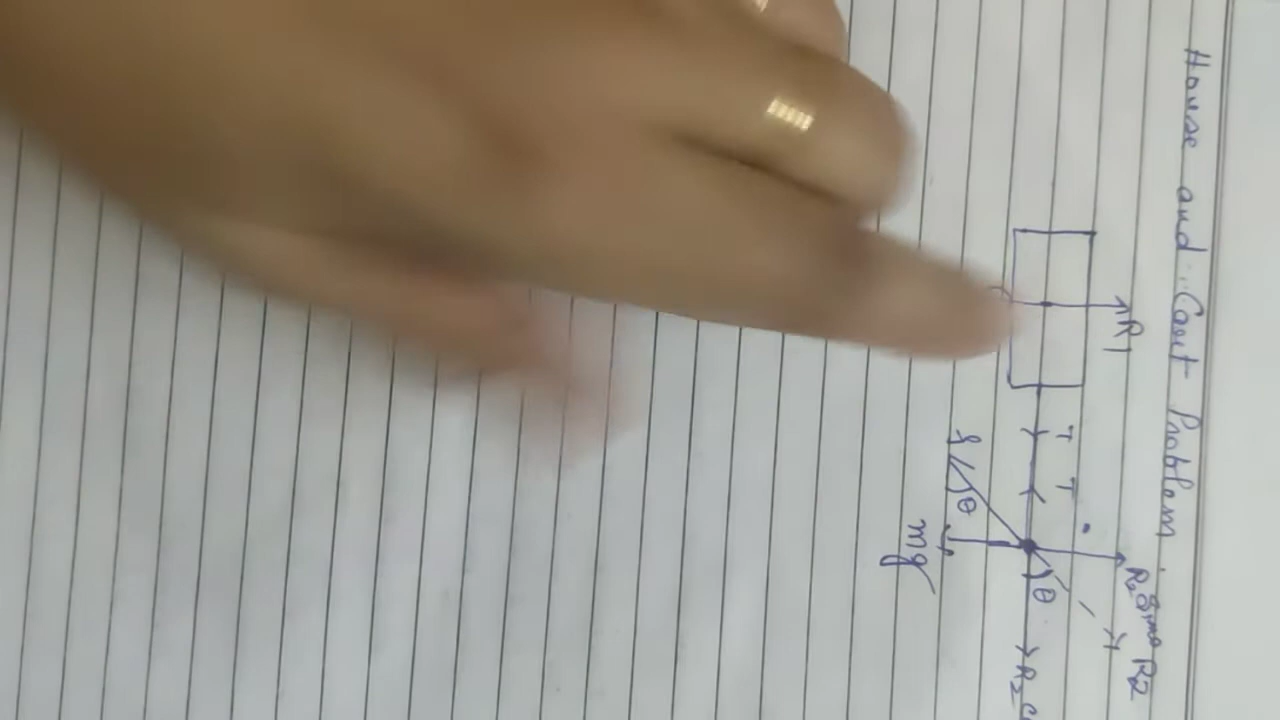 Horse and Cart Problem.
R1
T T
R2 Sinθ R2
θ
R2
θ
mg